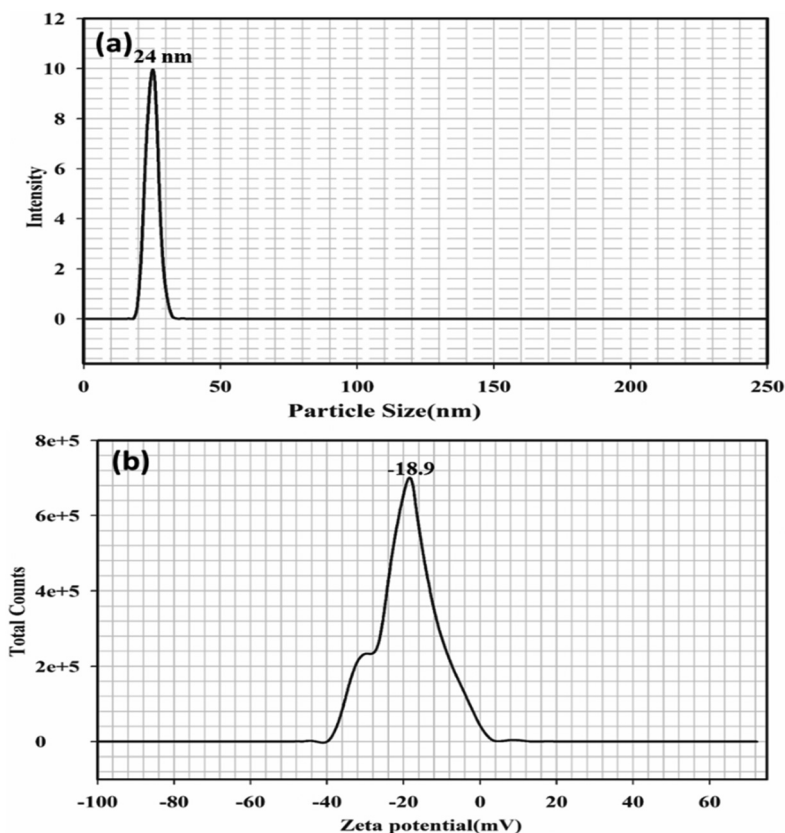 (a)
24 nm
12
10
8
6
4
2
0
Intensity
0 50 100 150 200 250
Particle Size(nm)
(b)
-18.9
8e+5
6e+5
4e+5
2e+5
0
Total Counts
-100 -80 -60 -40 -20 0 20 40 60
Zeta potential(mV)